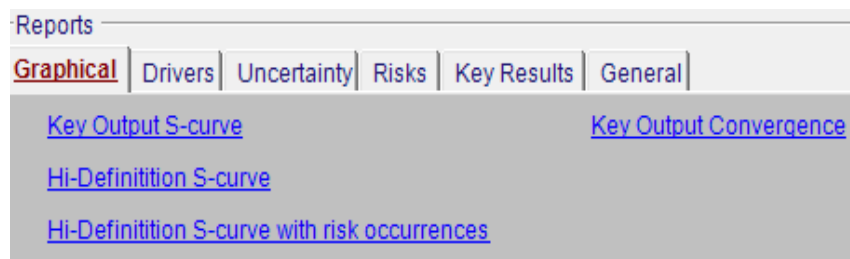 Reports
Graphical Drivers Uncertainty Risks Key Results General
Key Output S-curve Key Output Convergence
Hi-Definitition S-curve
Hi-Definitition S-curve with risk occurrences